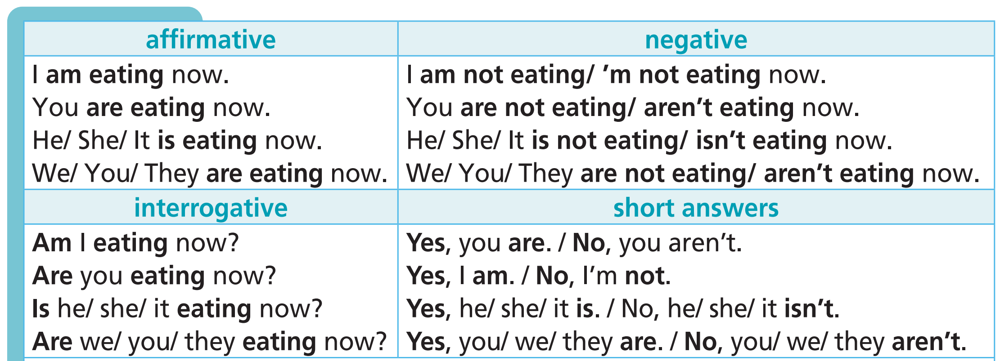 affirmative
negative
I am eating now.
You are eating now.
He/ She/ It is eating now.
We/ You/ They are eating now.
I am not eating/ ’m not eating now.
You are not eating/ aren’t eating now.
He/ She/ It is not eating/ isn’t eating now.
We/ You/ They are not eating/ aren’t eating now.
interrogative
short answers
Am I eating now?
Are you eating now?
Is he/ she/ it eating now?
Are we/ you/ they eating now?
Yes, you are. / No, you aren’t.
Yes, I am. / No, I’m not.
Yes, he/ she/ it is. / No, he/ she/ it isn’t.
Yes, you/ we/ they are. / No, you/ we/ they aren’t.